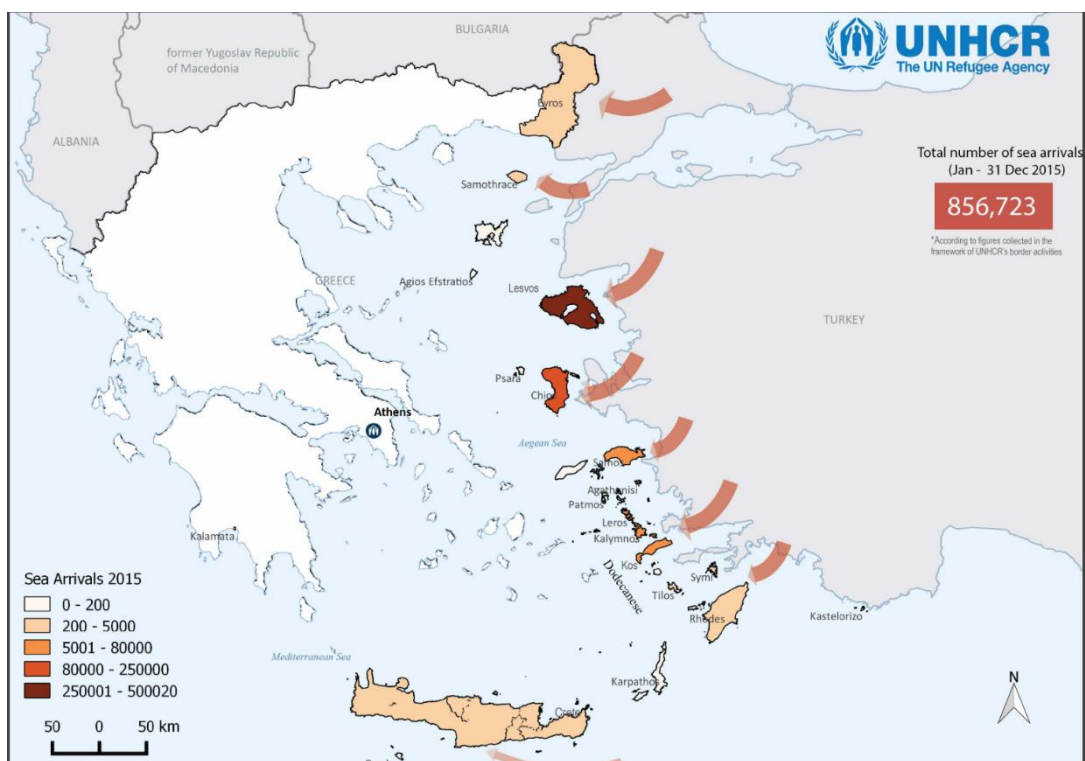 BULGARIA
former Yugoslav Republic
of Macedonia
UNHCR
The UN Refugee Agency
ALBANIA
Evros
Total number of sea arrivals
(Jan - 31 Dec 2015)
856,723
*According to figures collected in the
framework of UNHCR's border activities
Samothrace
Agios Efstratios
GREECE
Lesvos
TURKEY
Psara
Chios
Athens
Aegean Sea
Samos
Agathonisi
Patmos
Leros
Kalymnos
Kalamata
Kos
Dodecanese
Symi
Tilos
Rhodes
Kastelorizo
Sea Arrivals 2015
0 - 200
200 - 5000
5001 - 80000
80000 - 250000
250001 - 500020
Mediterranean Sea
Karpathos
Crete
N
50 0 50 km